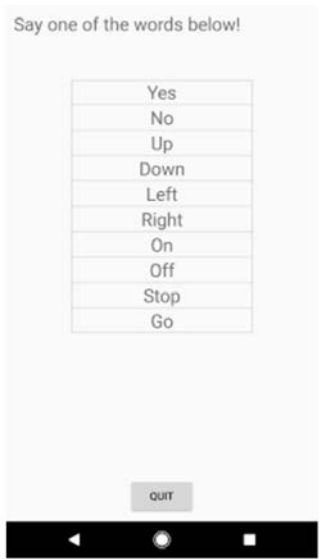 Say one of the words below!
Yes
No
Up
Down
Left
Right
On
Off
Stop
Go
QUIT